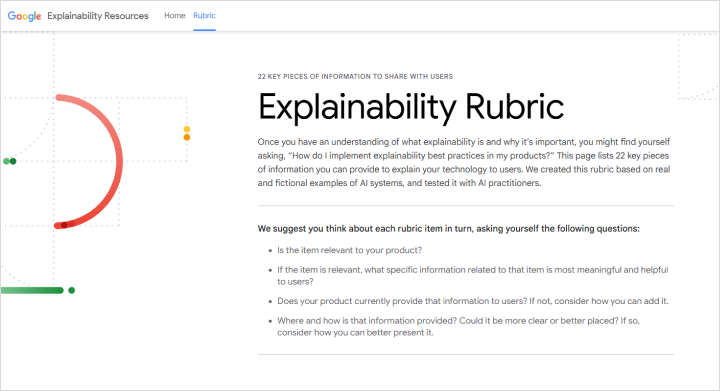 Google Explainability Resources Home Rubric
22 KEY PIECES OF INFORMATION TO SHARE WITH USERS
Explainability Rubric
Once you have an understanding of what explainability is and why it's important, you might find yourself
asking, “How do I implement explainability best practices in my products?” This page lists 22 key pieces
of information you can provide to explain your technology to users. We created this rubric based on real
and fictional examples of AI systems, and tested it with AI practitioners.
We suggest you think about each rubric item in turn, asking yourself the following questions:
• Is the item relevant to your product?
• If the item is relevant, what specific information related to that item is most meaningful and helpful
to users?
• Does your product currently provide that information to users? If not, consider how you can add it.
• Where and how is that information provided? Could it be more clear or better placed? If so,
consider how you can better present it.